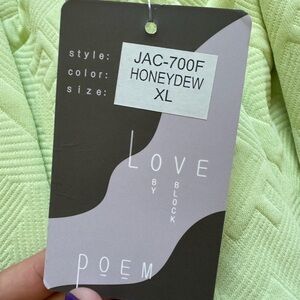 style: JAC-700F
color: HONEYDEW
size: XL
LOVE
BY
BLOCK
POEM